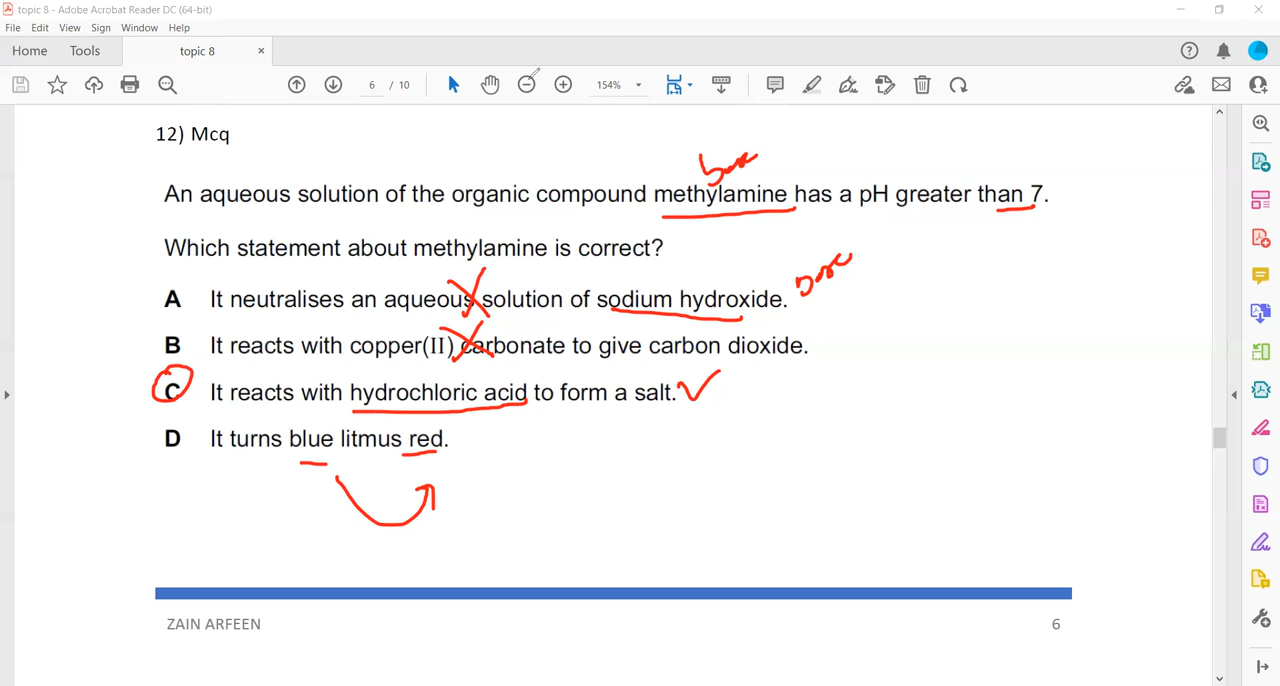 topic 8 - Adobe Acrobat Reader DC (64-bit)
File Edit View Sign Window Help
Home Tools topic 8 ×
6 / 10 154%
12) Mcq
base
An aqueous solution of the organic compound methylamine has a pH greater than 7.
Which statement about methylamine is correct?
base
A It neutralises an aqueous solution of sodium hydroxide.
B It reacts with copper(II) carbonate to give carbon dioxide.
C It reacts with hydrochloric acid to form a salt.
D It turns blue litmus red.
ZAIN ARFEEN 6